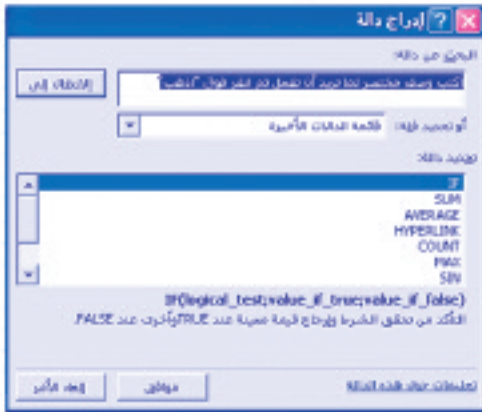 إدراج دالة
البحث عن دالة:
اكتب وصف مختصر لما تريد أن تفعل ثم انقر فوق "اذهب"
الانتقال إلى
أو تحديد فئة: قائمة الدالات الأخيرة
تحديد دالة:
IF
SUM
AVERAGE
HYPERLINK
COUNT
MAX
SIN
IF(logical_test;value_if_true;value_if_false)
التأكد من تحقق الشرط وإرجاع قيمة معينة عند TRUE وأخرى عند FALSE.
تعليمات حول هذه الدالة
موافق
إلغاء الأمر